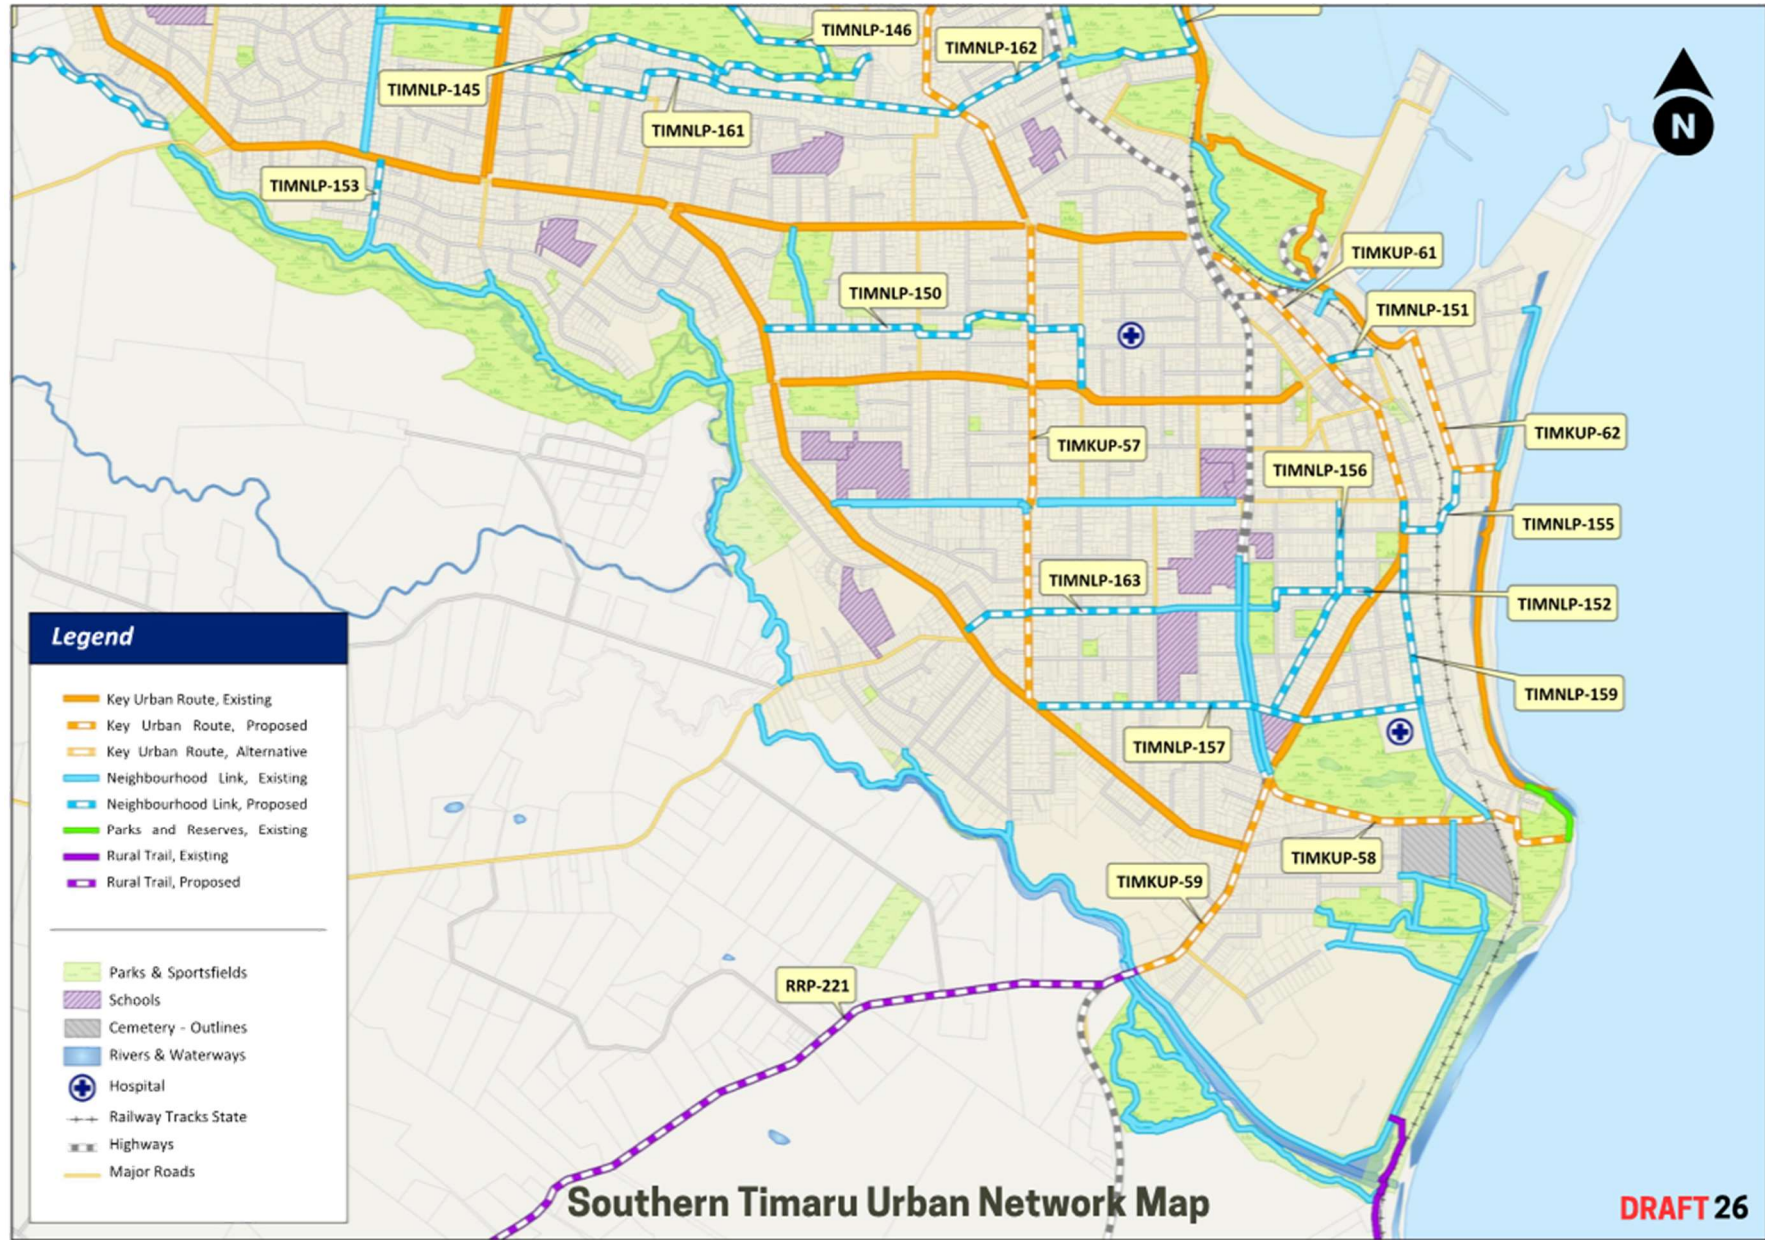 TIMNLP-146
TIMNLP-162
TIMNLP-145
TIMNLP-161
N
TIMNLP-153
TIMKUP-61
TIMNLP-150
TIMNLP-151
TIMKUP-62
TIMKUP-57
TIMNLP-156
TIMNLP-155
TIMNLP-163
TIMNLP-152
TIMNLP-159
TIMNLP-157
TIMKUP-58
TIMKUP-59
RRP-221
Legend
Key Urban Route, Existing
Key Urban Route, Proposed
Key Urban Route, Alternative
Neighbourhood Link, Existing
Neighbourhood Link, Proposed
Parks and Reserves, Existing
Rural Trail, Existing
Rural Trail, Proposed
Parks & Sportsfields
Schools
Cemetery - Outlines
Rivers & Waterways
Hospital
Railway Tracks State
Highways
Major Roads
Southern Timaru Urban Network Map
DRAFT 26